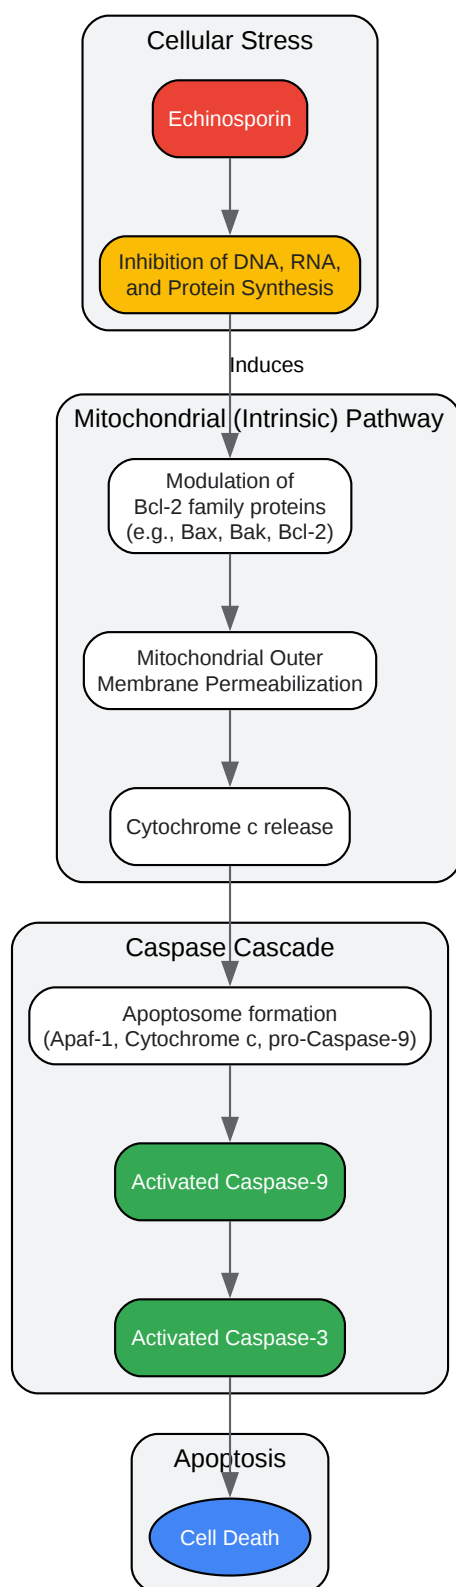 Cellular Stress
Echinosporin
Inhibition of DNA, RNA,
and Protein Synthesis
Induces
Mitochondrial (Intrinsic) Pathway
Modulation of
Bcl-2 family proteins
(e.g., Bax, Bak, Bcl-2)
Mitochondrial Outer
Membrane Permeabilization
Cytochrome c release
Caspase Cascade
Apoptosome formation
(Apaf-1, Cytochrome c, pro-Caspase-9)
Activated Caspase-9
Activated Caspase-3
Apoptosis
Cell Death